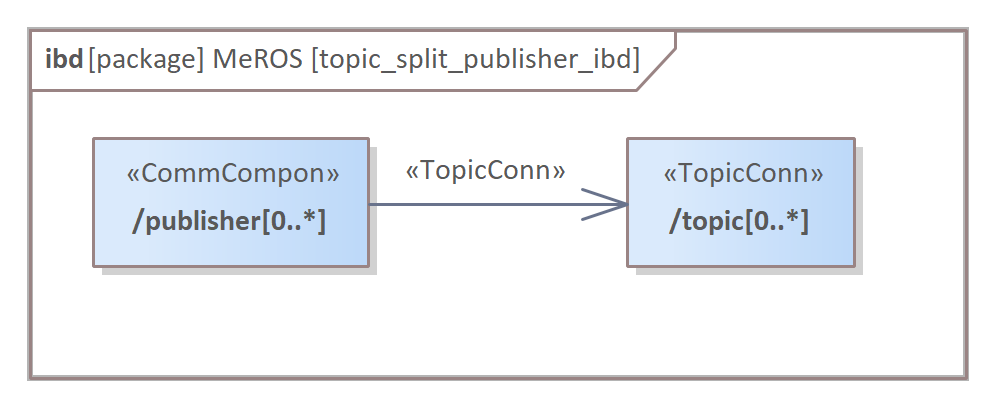 ibd [package] MeROS [topic_split_publisher_ibd]
«CommCompon»
/publisher[0..*]
«TopicConn»
«TopicConn»
/topic[0..*]